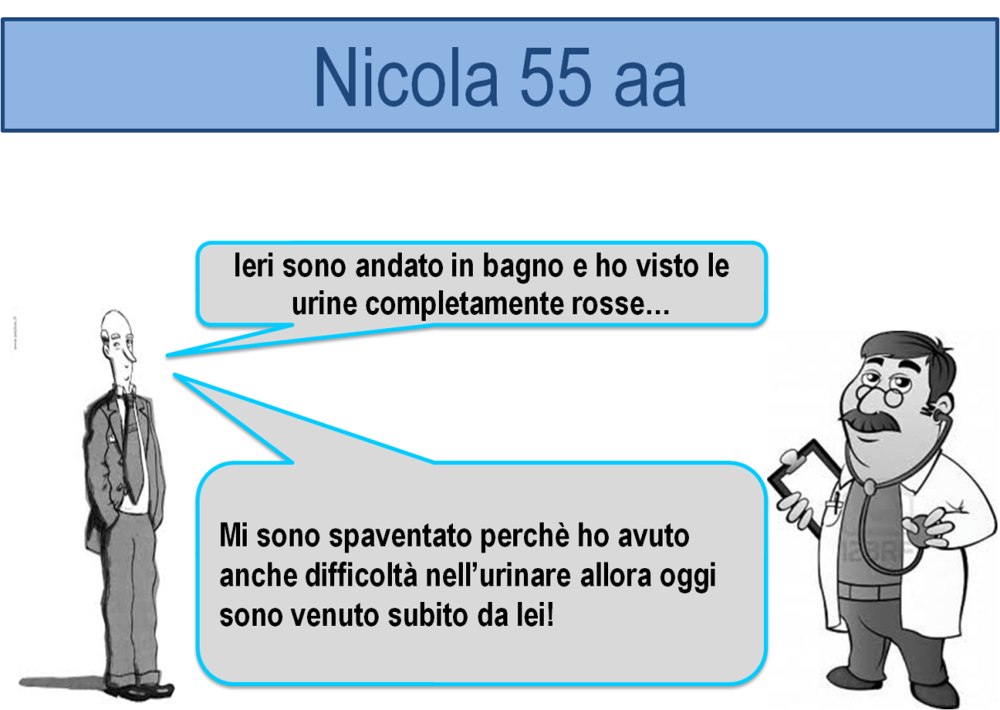 Nicola 55 aa
Ieri sono andato in bagno e ho visto le
urine completamente rosse...
Mi sono spaventato perchè ho avuto
anche difficoltà nell’urinare allora oggi
sono venuto subito da lei!